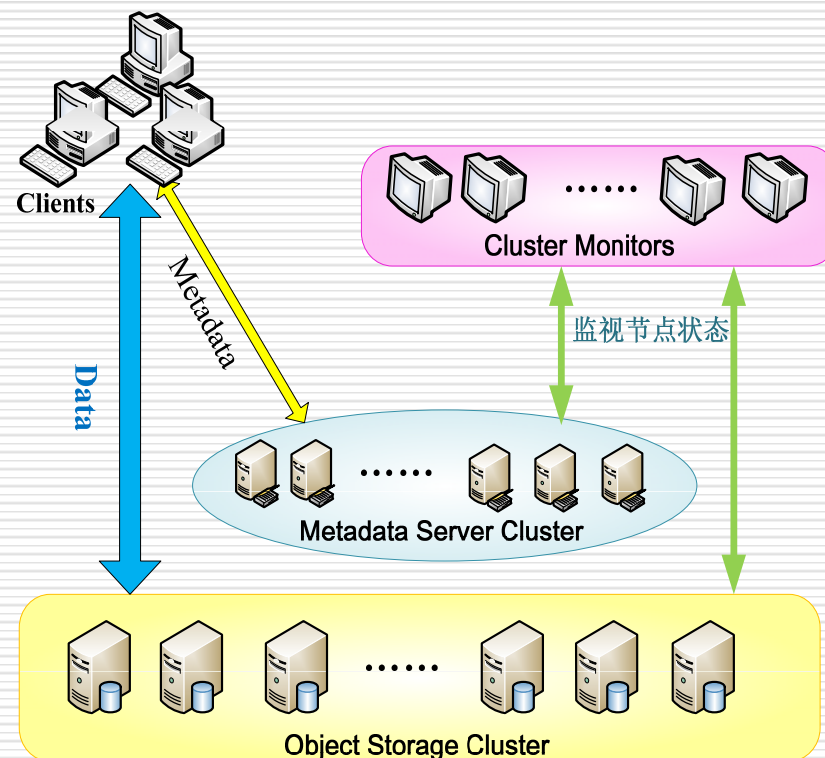 Clients
Cluster Monitors
Metadata
监视节点状态
Data
……
……
……
Metadata Server Cluster
Object Storage Cluster